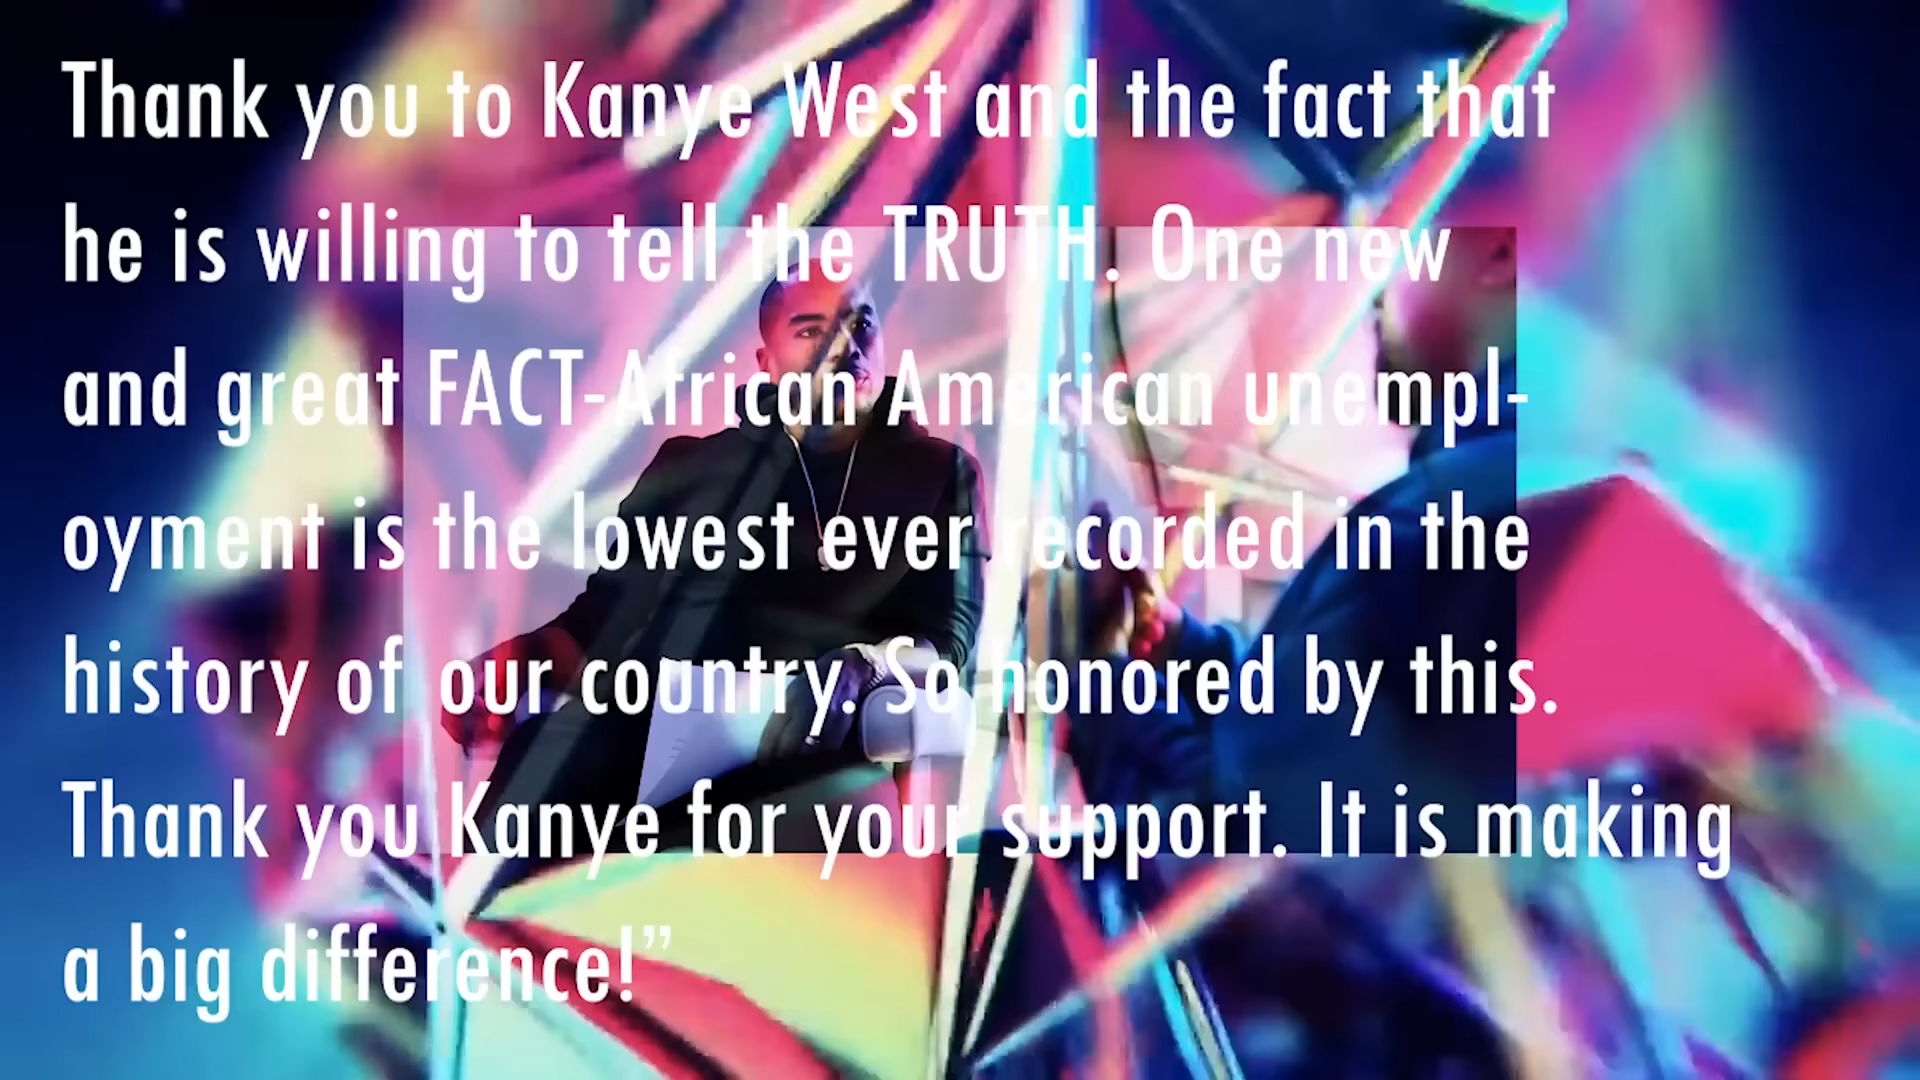 Thank you to Kanye West and the fact that
he is willing to tell the TRUTH. One new
and great FACT-African American unempl-
oyment is the lowest ever recorded in the
history of our country. So honored by this.
Thank you Kanye for your support. It is making
a big difference!”